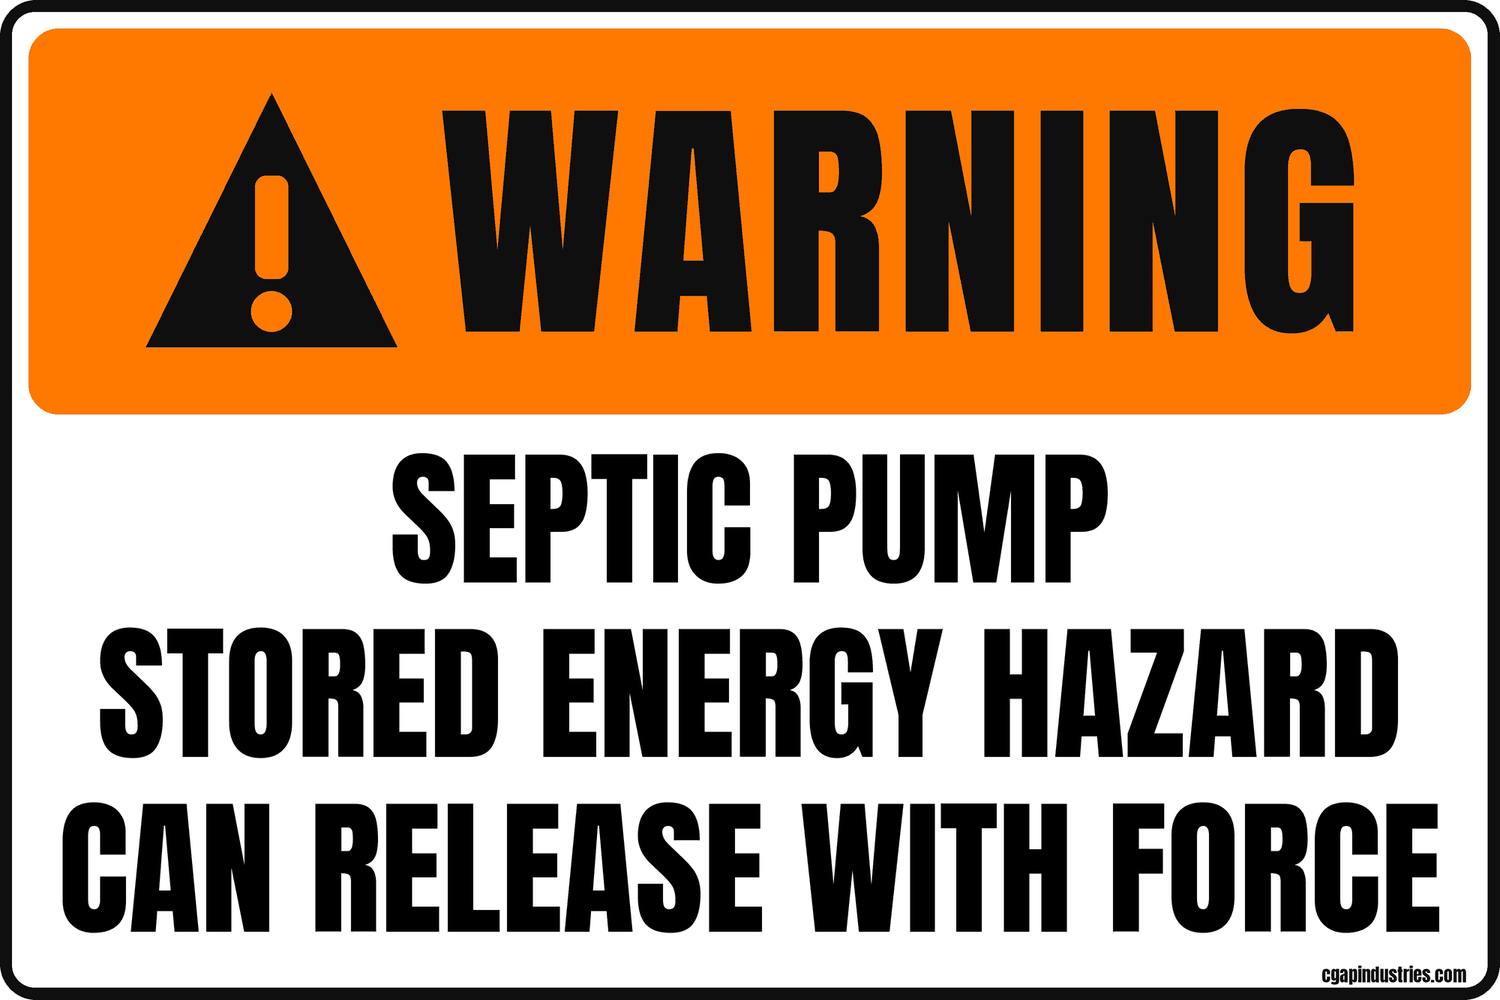 WARNING
SEPTIC PUMP
STORED ENERGY HAZARD
CAN RELEASE WITH FORCE
cgapindustries.com